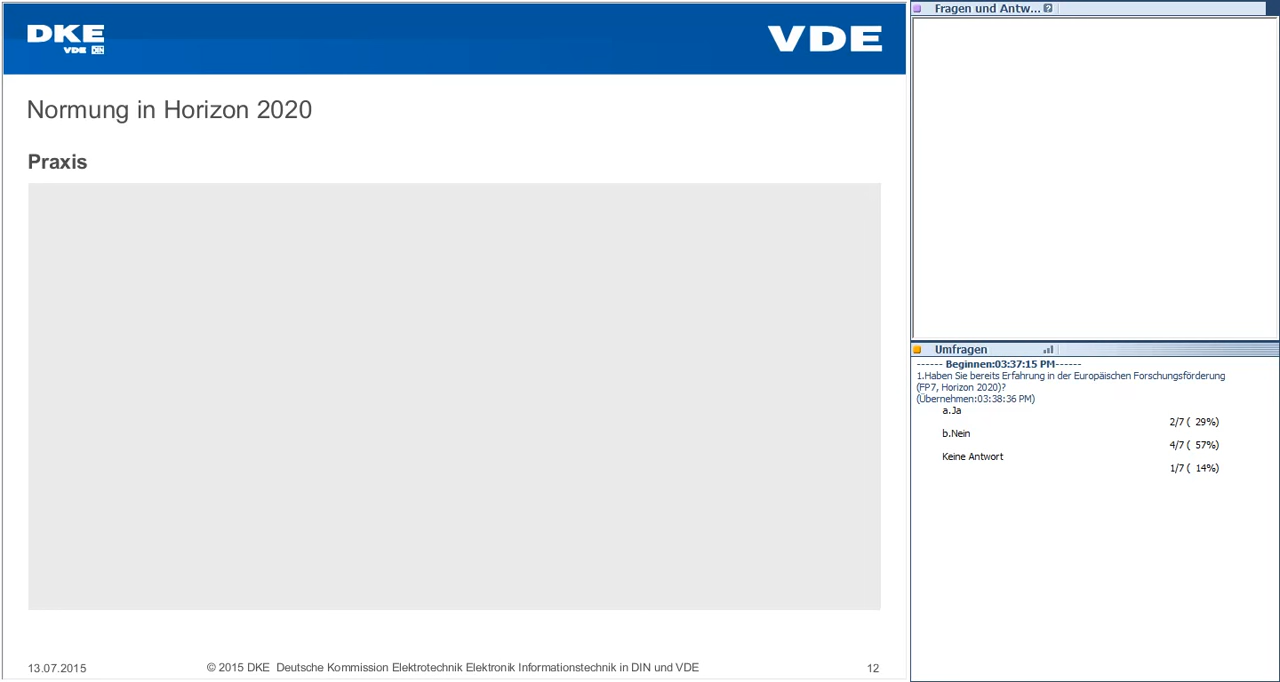 DKE
VDE DIN
VDE
Normung in Horizon 2020
Praxis
13.07.2015
© 2015 DKE Deutsche Kommission Elektrotechnik Elektronik Informationstechnik in DIN und VDE
12
Fragen und Antw...
Umfragen
------ Beginnen:03:37:15 PM------
1.Haben Sie bereits Erfahrung in der Europäischen Forschungsförderung
(FP7, Horizon 2020)?
(Übernehmen:03:38:36 PM)
a.Ja
2/7 ( 29%)
b.Nein
4/7 ( 57%)
Keine Antwort
1/7 ( 14%)